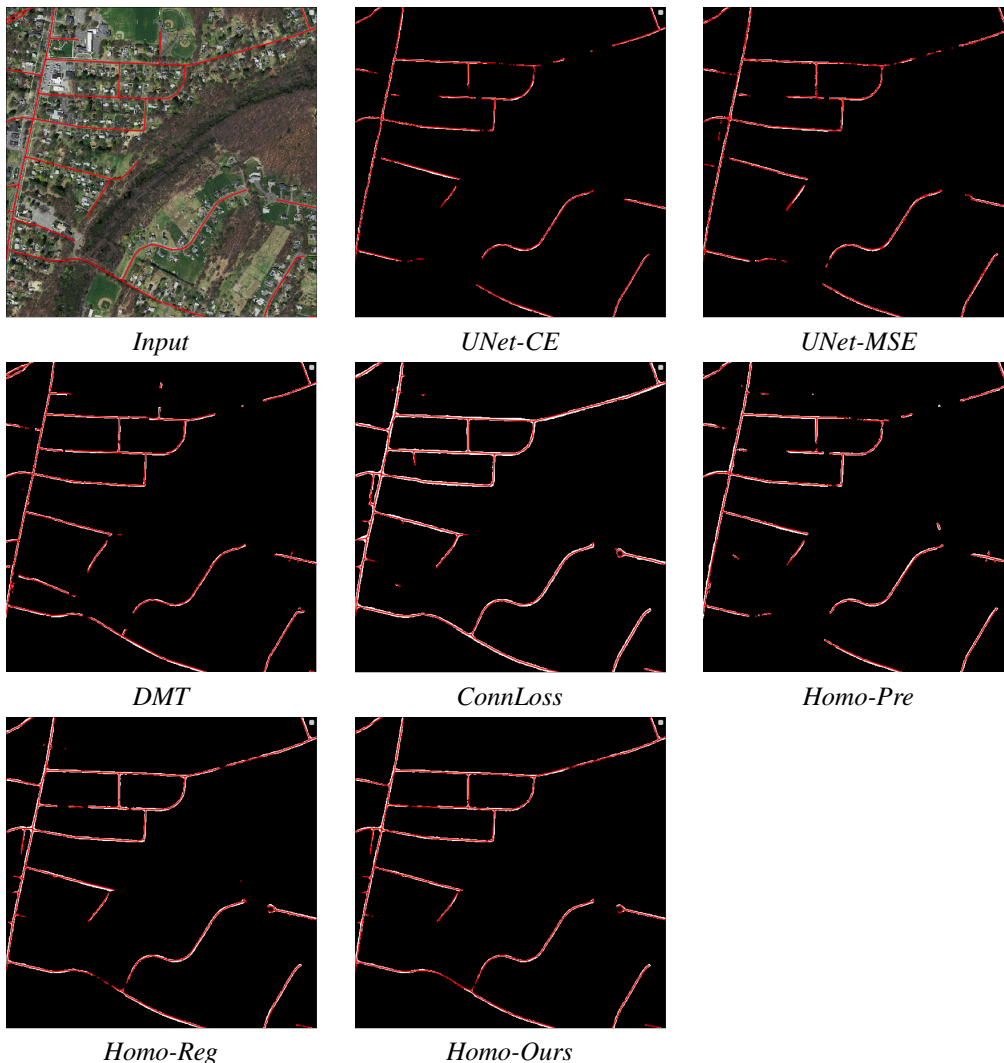 Input
UNet-CE
UNet-MSE
DMT
ConnLoss
Homo-Pre
Homo-Reg
Homo-Ours